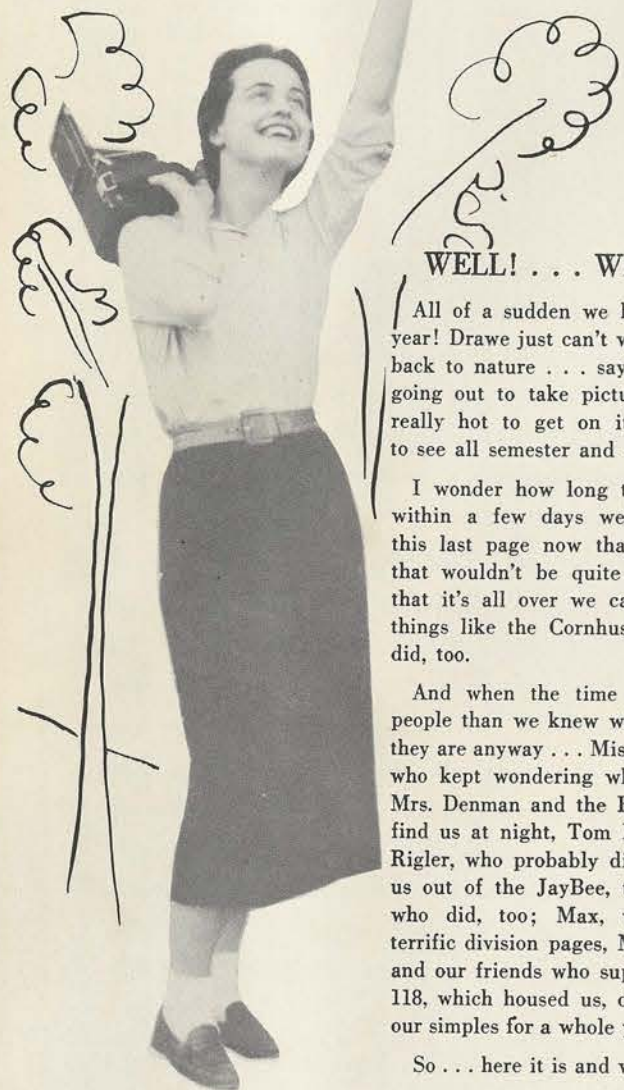 WELL! . . . W
All of a sudden we
year! Drawe just can't
back to nature . . . say
going out to take pictu
really hot to get on i
to see all semester and
I wonder how long t
within a few days we
this last page now tha
that wouldn't be quite
that it's all over we ca
things like the Cornhus
did, too.
And when the time
people than we knew w
they are anyway . . . Mis
who kept wondering wh
Mrs. Denman and the
find us at night, Tom
Rigler, who probably di
us out of the JayBee,
who did, too; Max,
terrific division pages,
and our friends who sup
118, which housed us,
our simples for a whole
So . . . here it is and